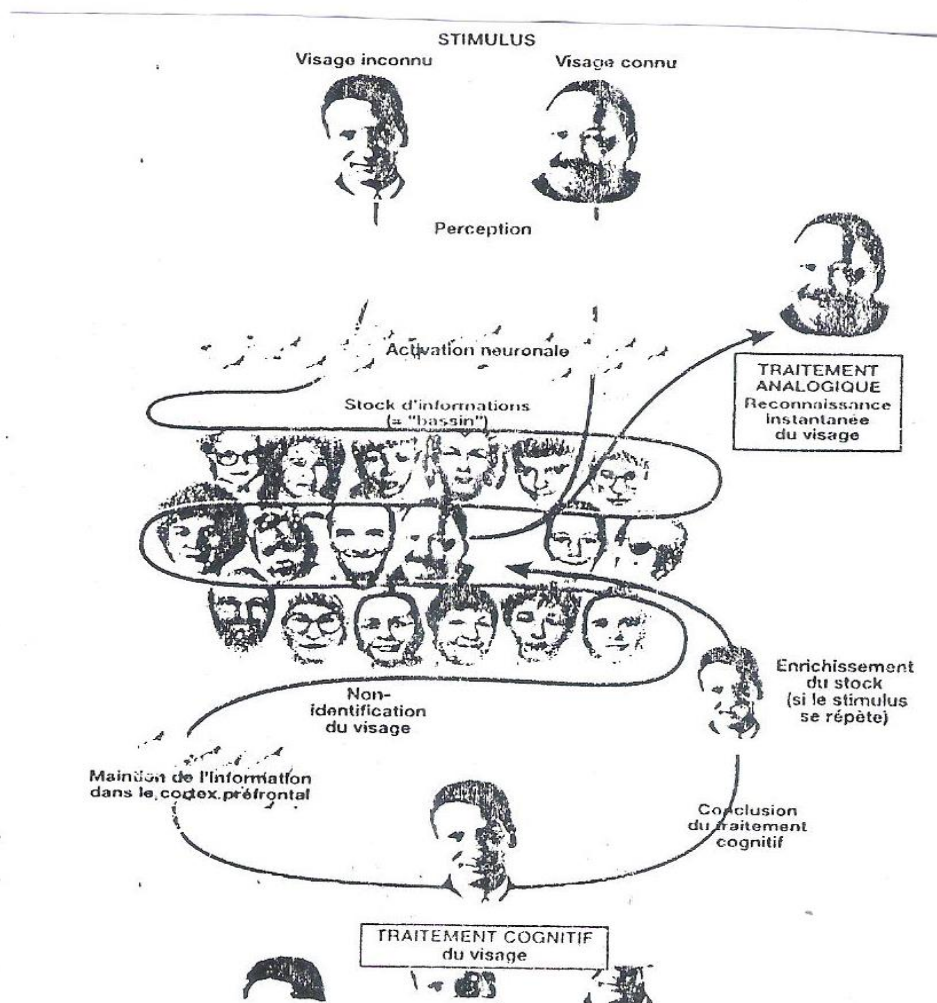 STIMULUS
Visage inconnu
Visage connu
Perception
Activation neuronale
Stock d'informations
(= "bassin")
TRAITEMENT
ANALOGIQUE
Reconnaissance
instantanée
du visage
Non-
identification
du visage
Enrichissement
du stock
(si le stimulus
se répète)
Maintien de l'Information
dans le cortex préfrontal
Conclusion
du traitement
cognitif
TRAITEMENT COGNITIF
du visage